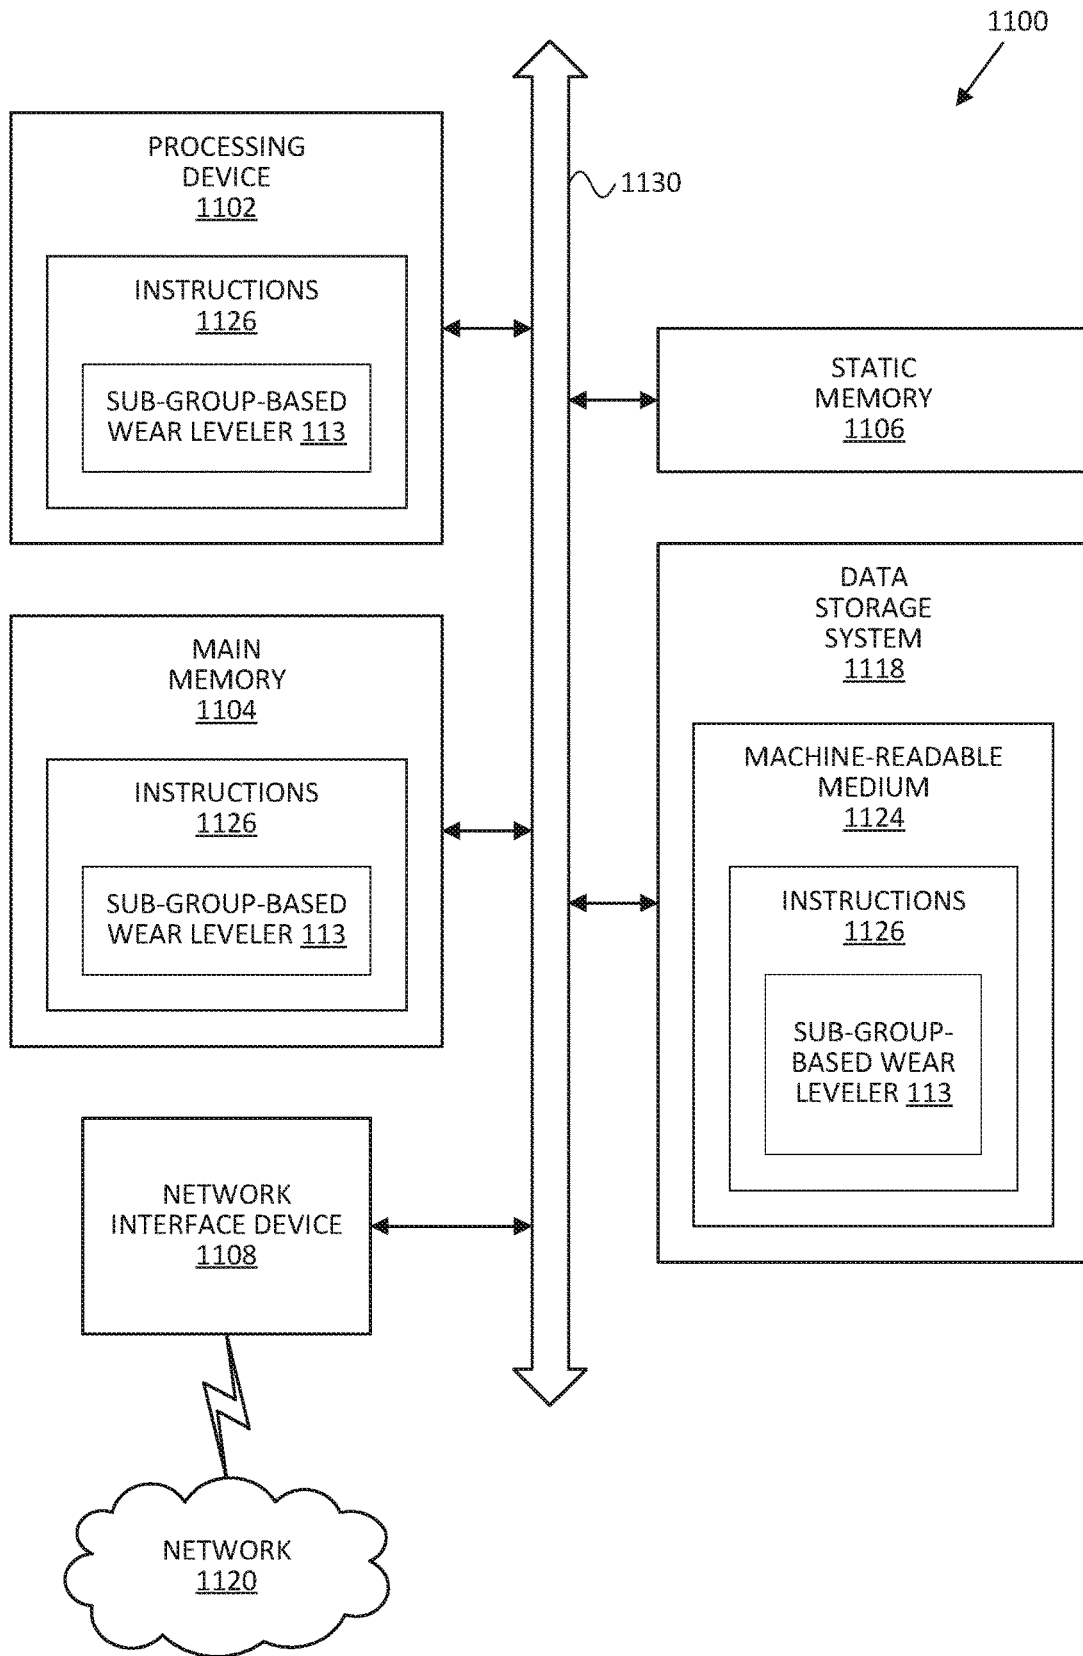 1100
PROCESSING
DEVICE
1102
INSTRUCTIONS
1126
SUB-GROUP-BASED
WEAR LEVELER 113
1130
STATIC
MEMORY
1106
MAIN
MEMORY
1104
INSTRUCTIONS
1126
SUB-GROUP-BASED
WEAR LEVELER 113
DATA
STORAGE
SYSTEM
1118
MACHINE-READABLE
MEDIUM
1124
INSTRUCTIONS
1126
SUB-GROUP-
BASED WEAR
LEVELER 113
NETWORK
INTERFACE DEVICE
1108
NETWORK
1120